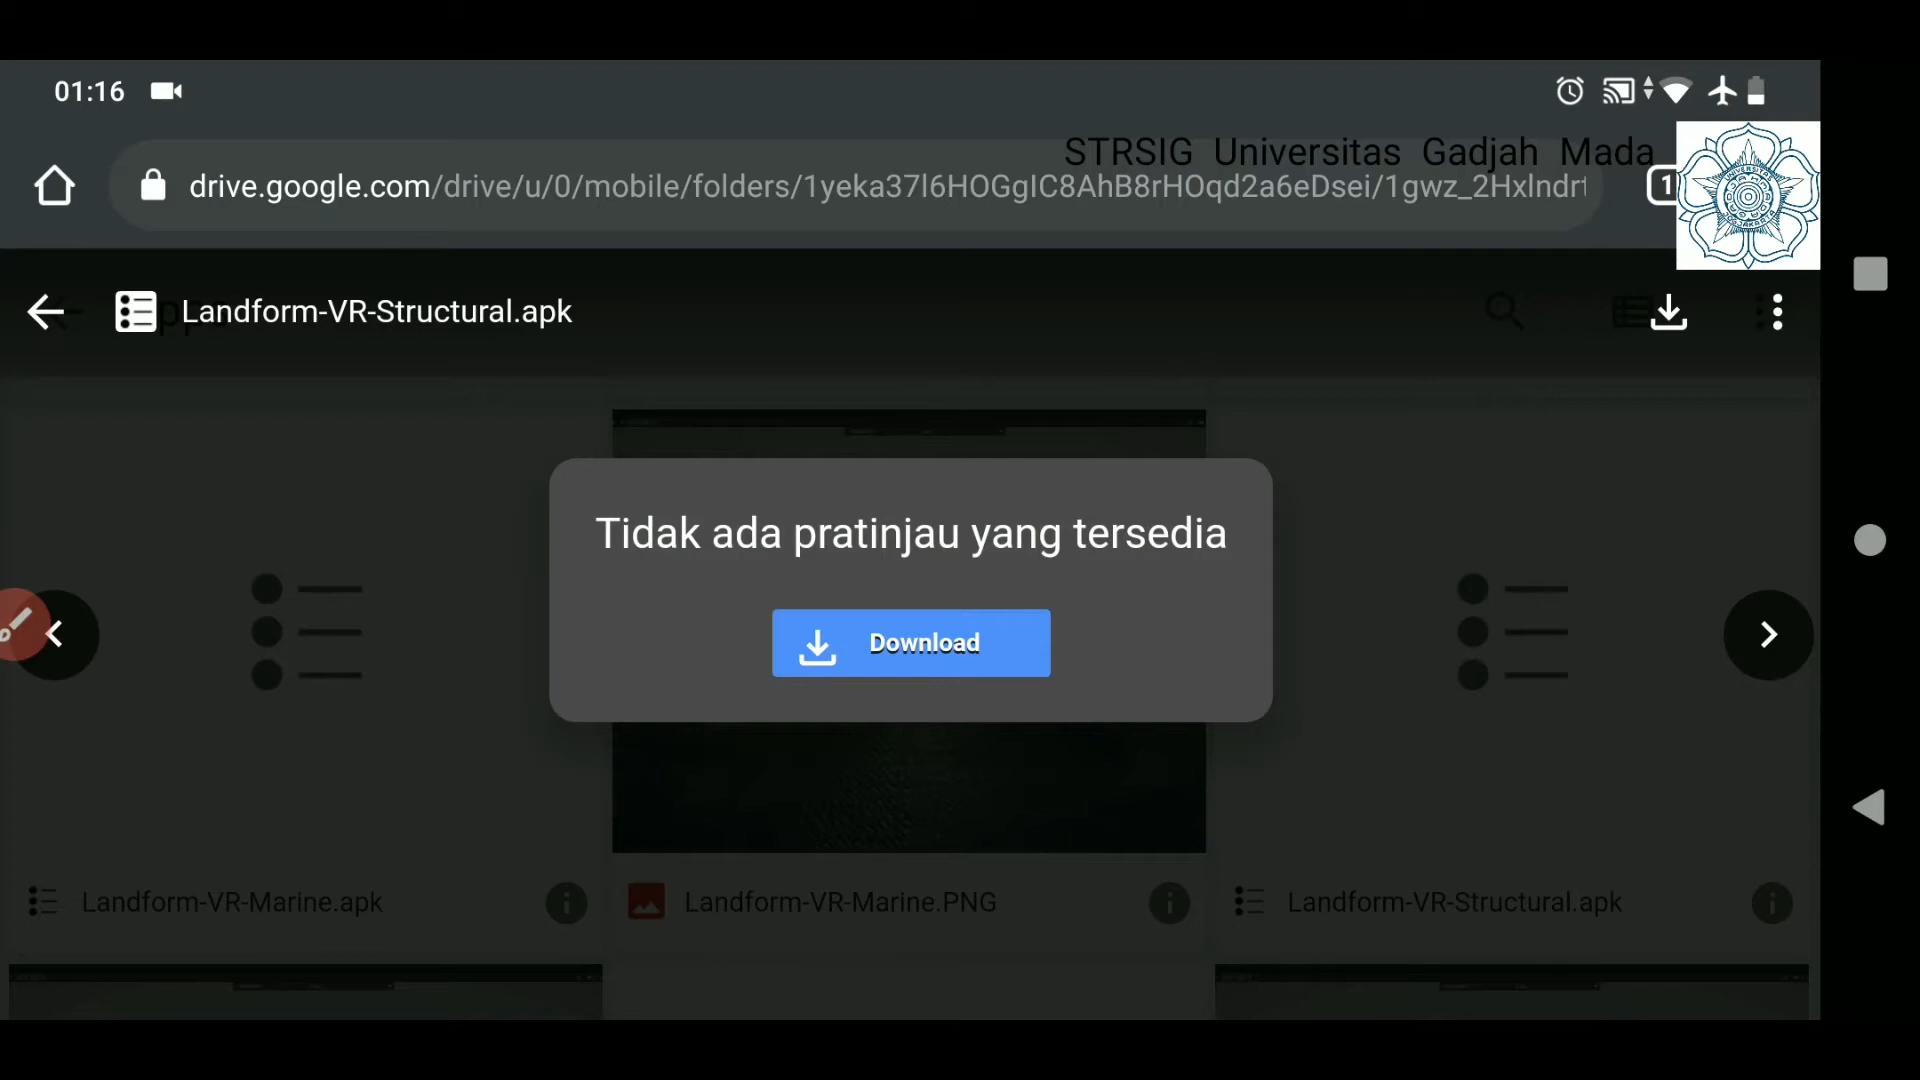 01:16
STRSIG Universitas Gadjah Mada
drive.google.com/drive/u/0/mobile/folders/1yeka37l6HOGgIC8AhB8rHOqd2a6eDsei/1gwz_2Hxlndr
1
Landform-VR-Structural.apk
Tidak ada pratinjau yang tersedia
Download
Landform-VR-Marine.apk
Landform-VR-Marine.PNG
Landform-VR-Structural.apk